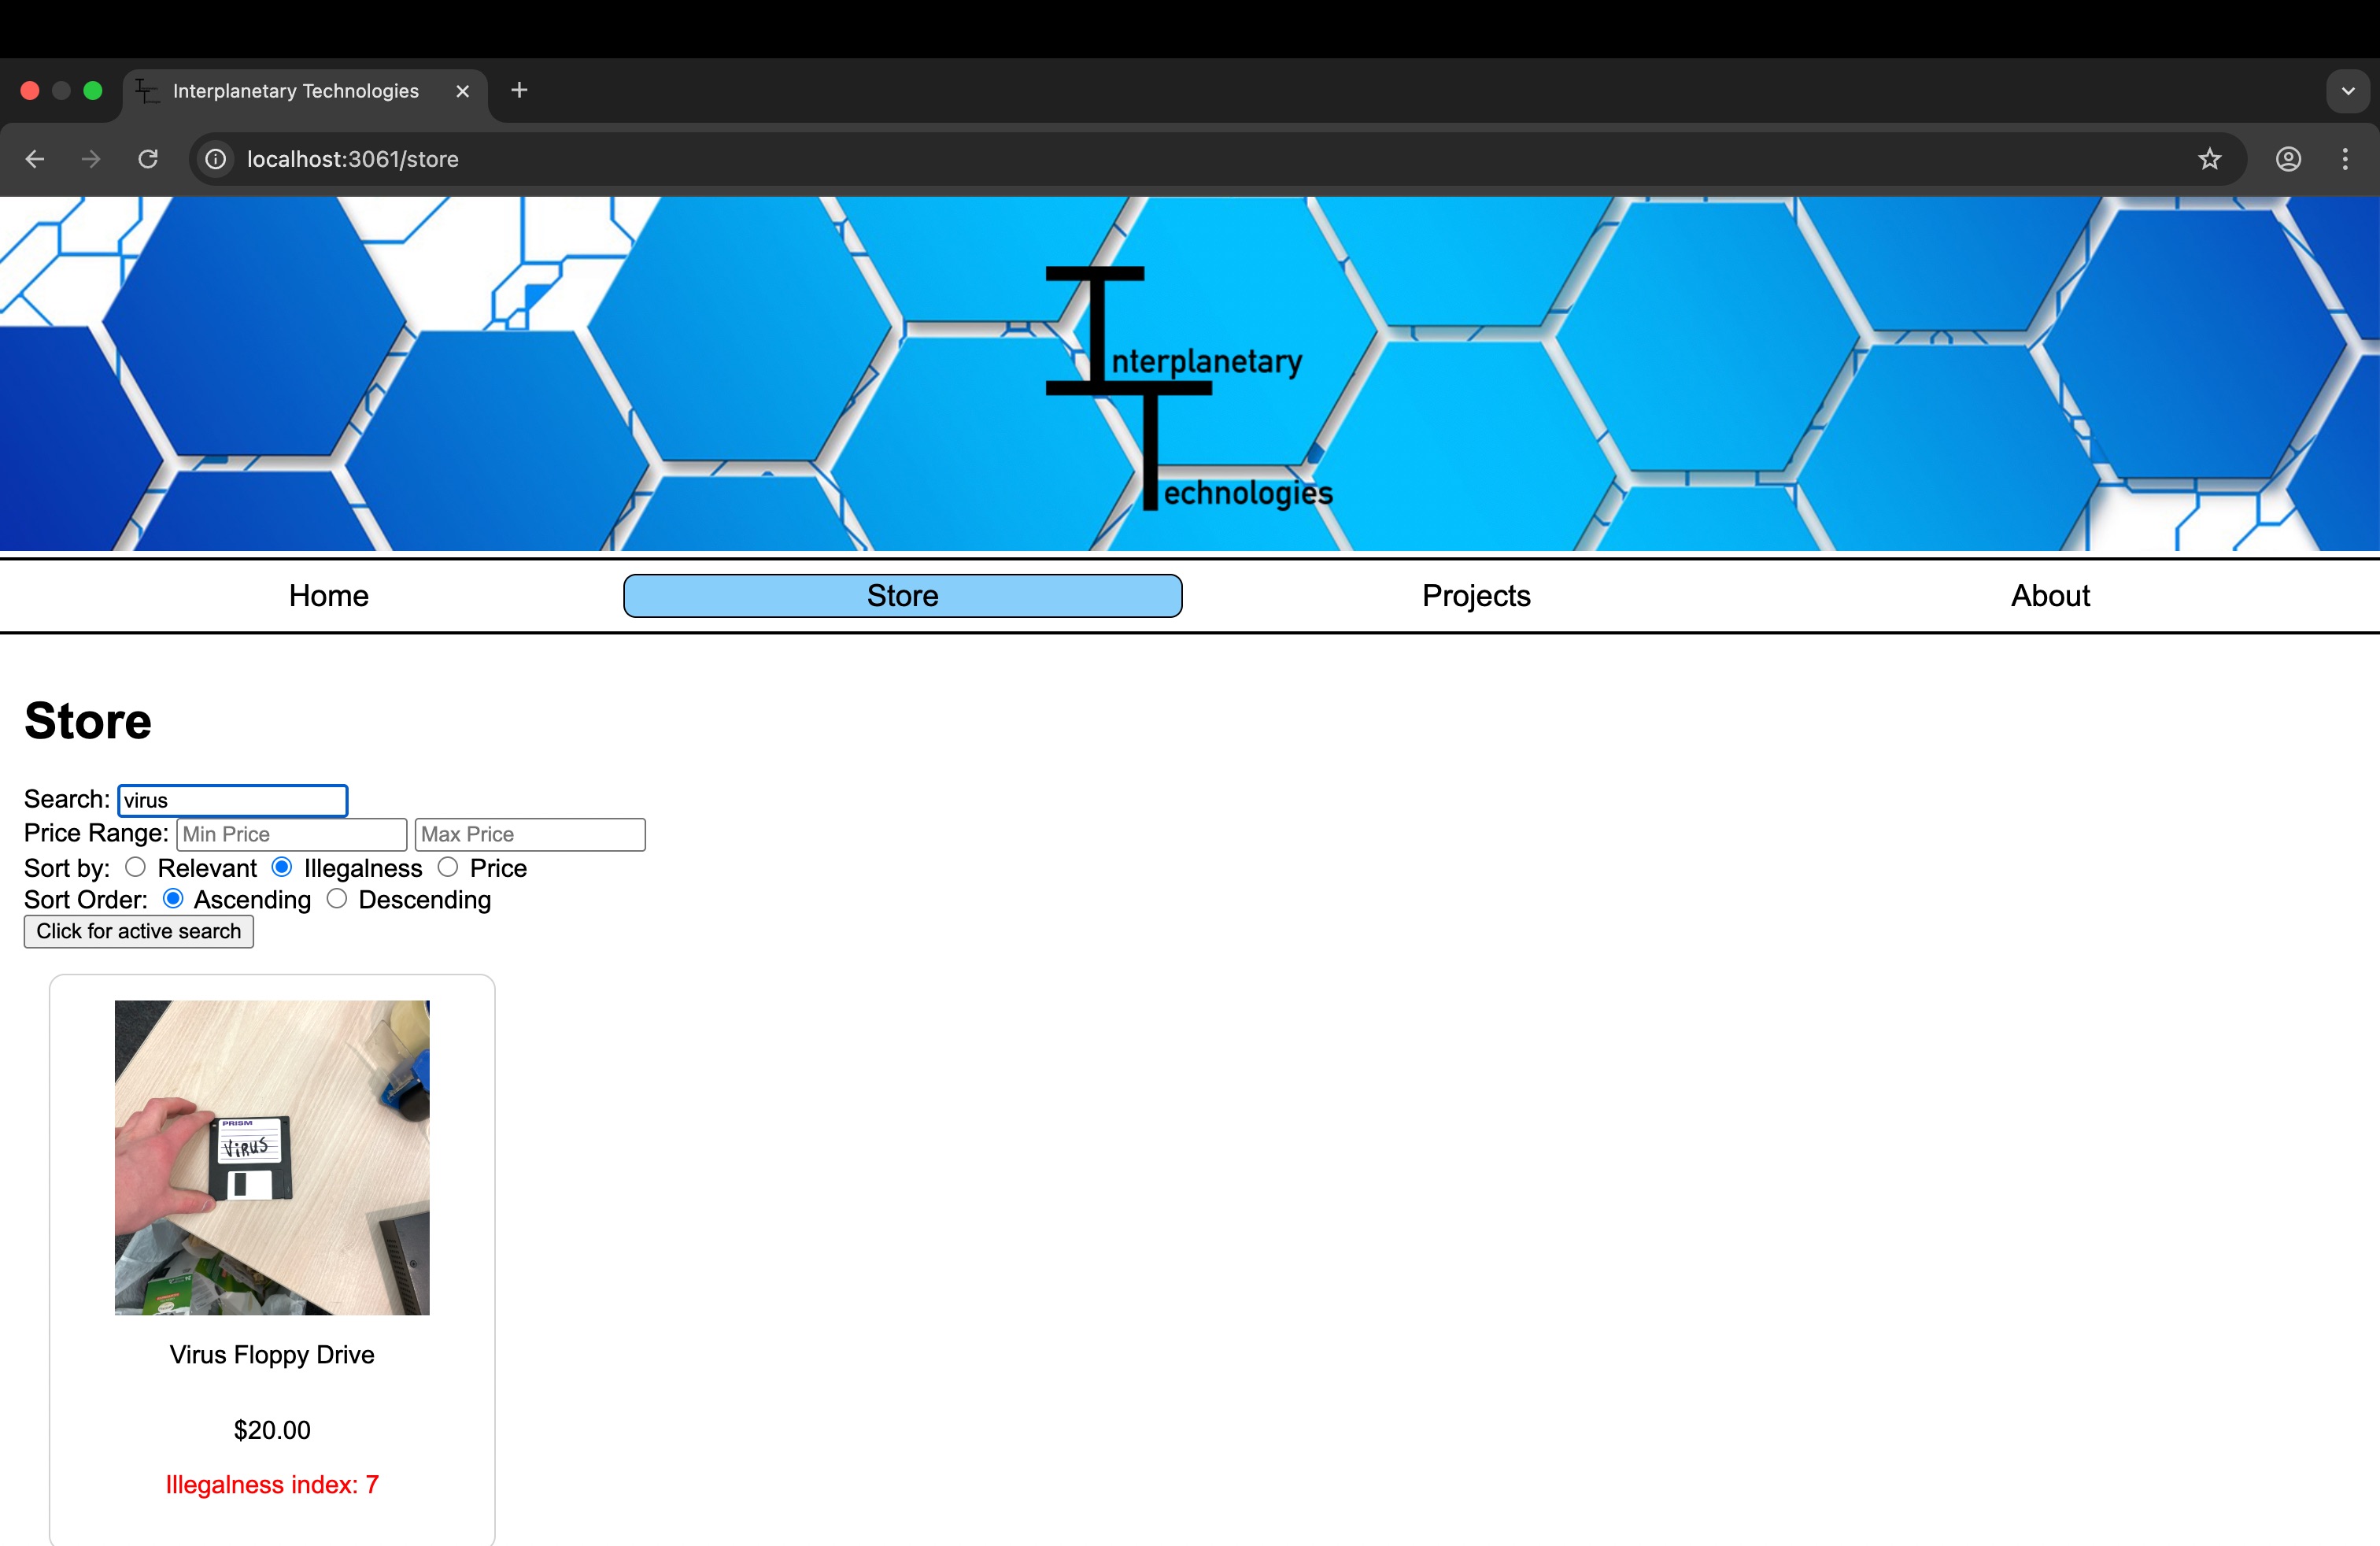 Interplanetary Technologies
localhost:3061/store
Interplanetary
Technologies
Home Store Projects About
Store
Search: virus
Price Range: Min Price Max Price
Sort by: Relevant Illegalness Price
Sort Order: Ascending Descending
Click for active search
PRISM
ViRUS
Virus Floppy Drive
$20.00
Illegalness index: 7